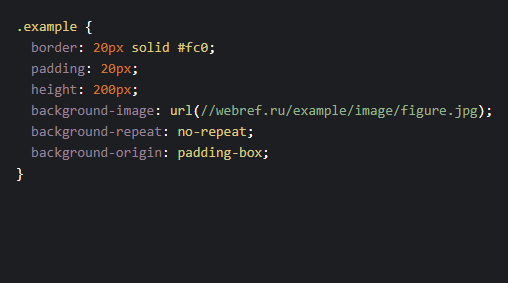 .example {
border: 20px solid #fc0;
padding: 20px;
height: 200px;
background-image: url(//webref.ru/example/image/figure.jpg);
background-repeat: no-repeat;
background-origin: padding-box;
}